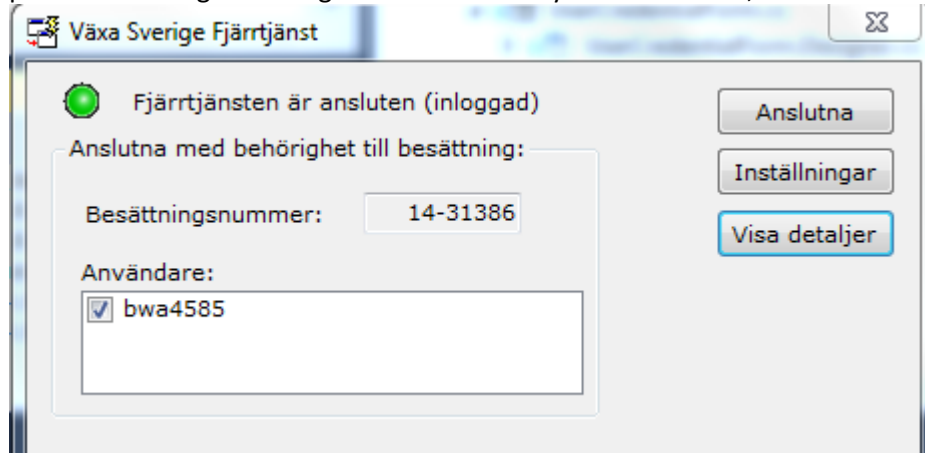 Växa Sverige Fjärrtjänst
Fjärrtjänsten är ansluten (inloggad)
Anslutna
Anslutna med behörighet till besättning:
Inställningar
Besättningsnummer: 14-31386
Visa detaljer
Användare:
bwa4585